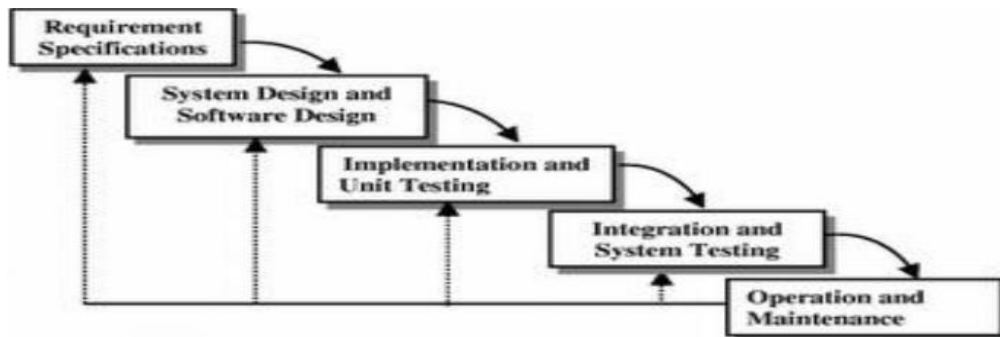 Requirement
Specifications
System Design and
Software Design
Implementation and
Unit Testing
Integration and
System Testing
Operation and
Maintenance